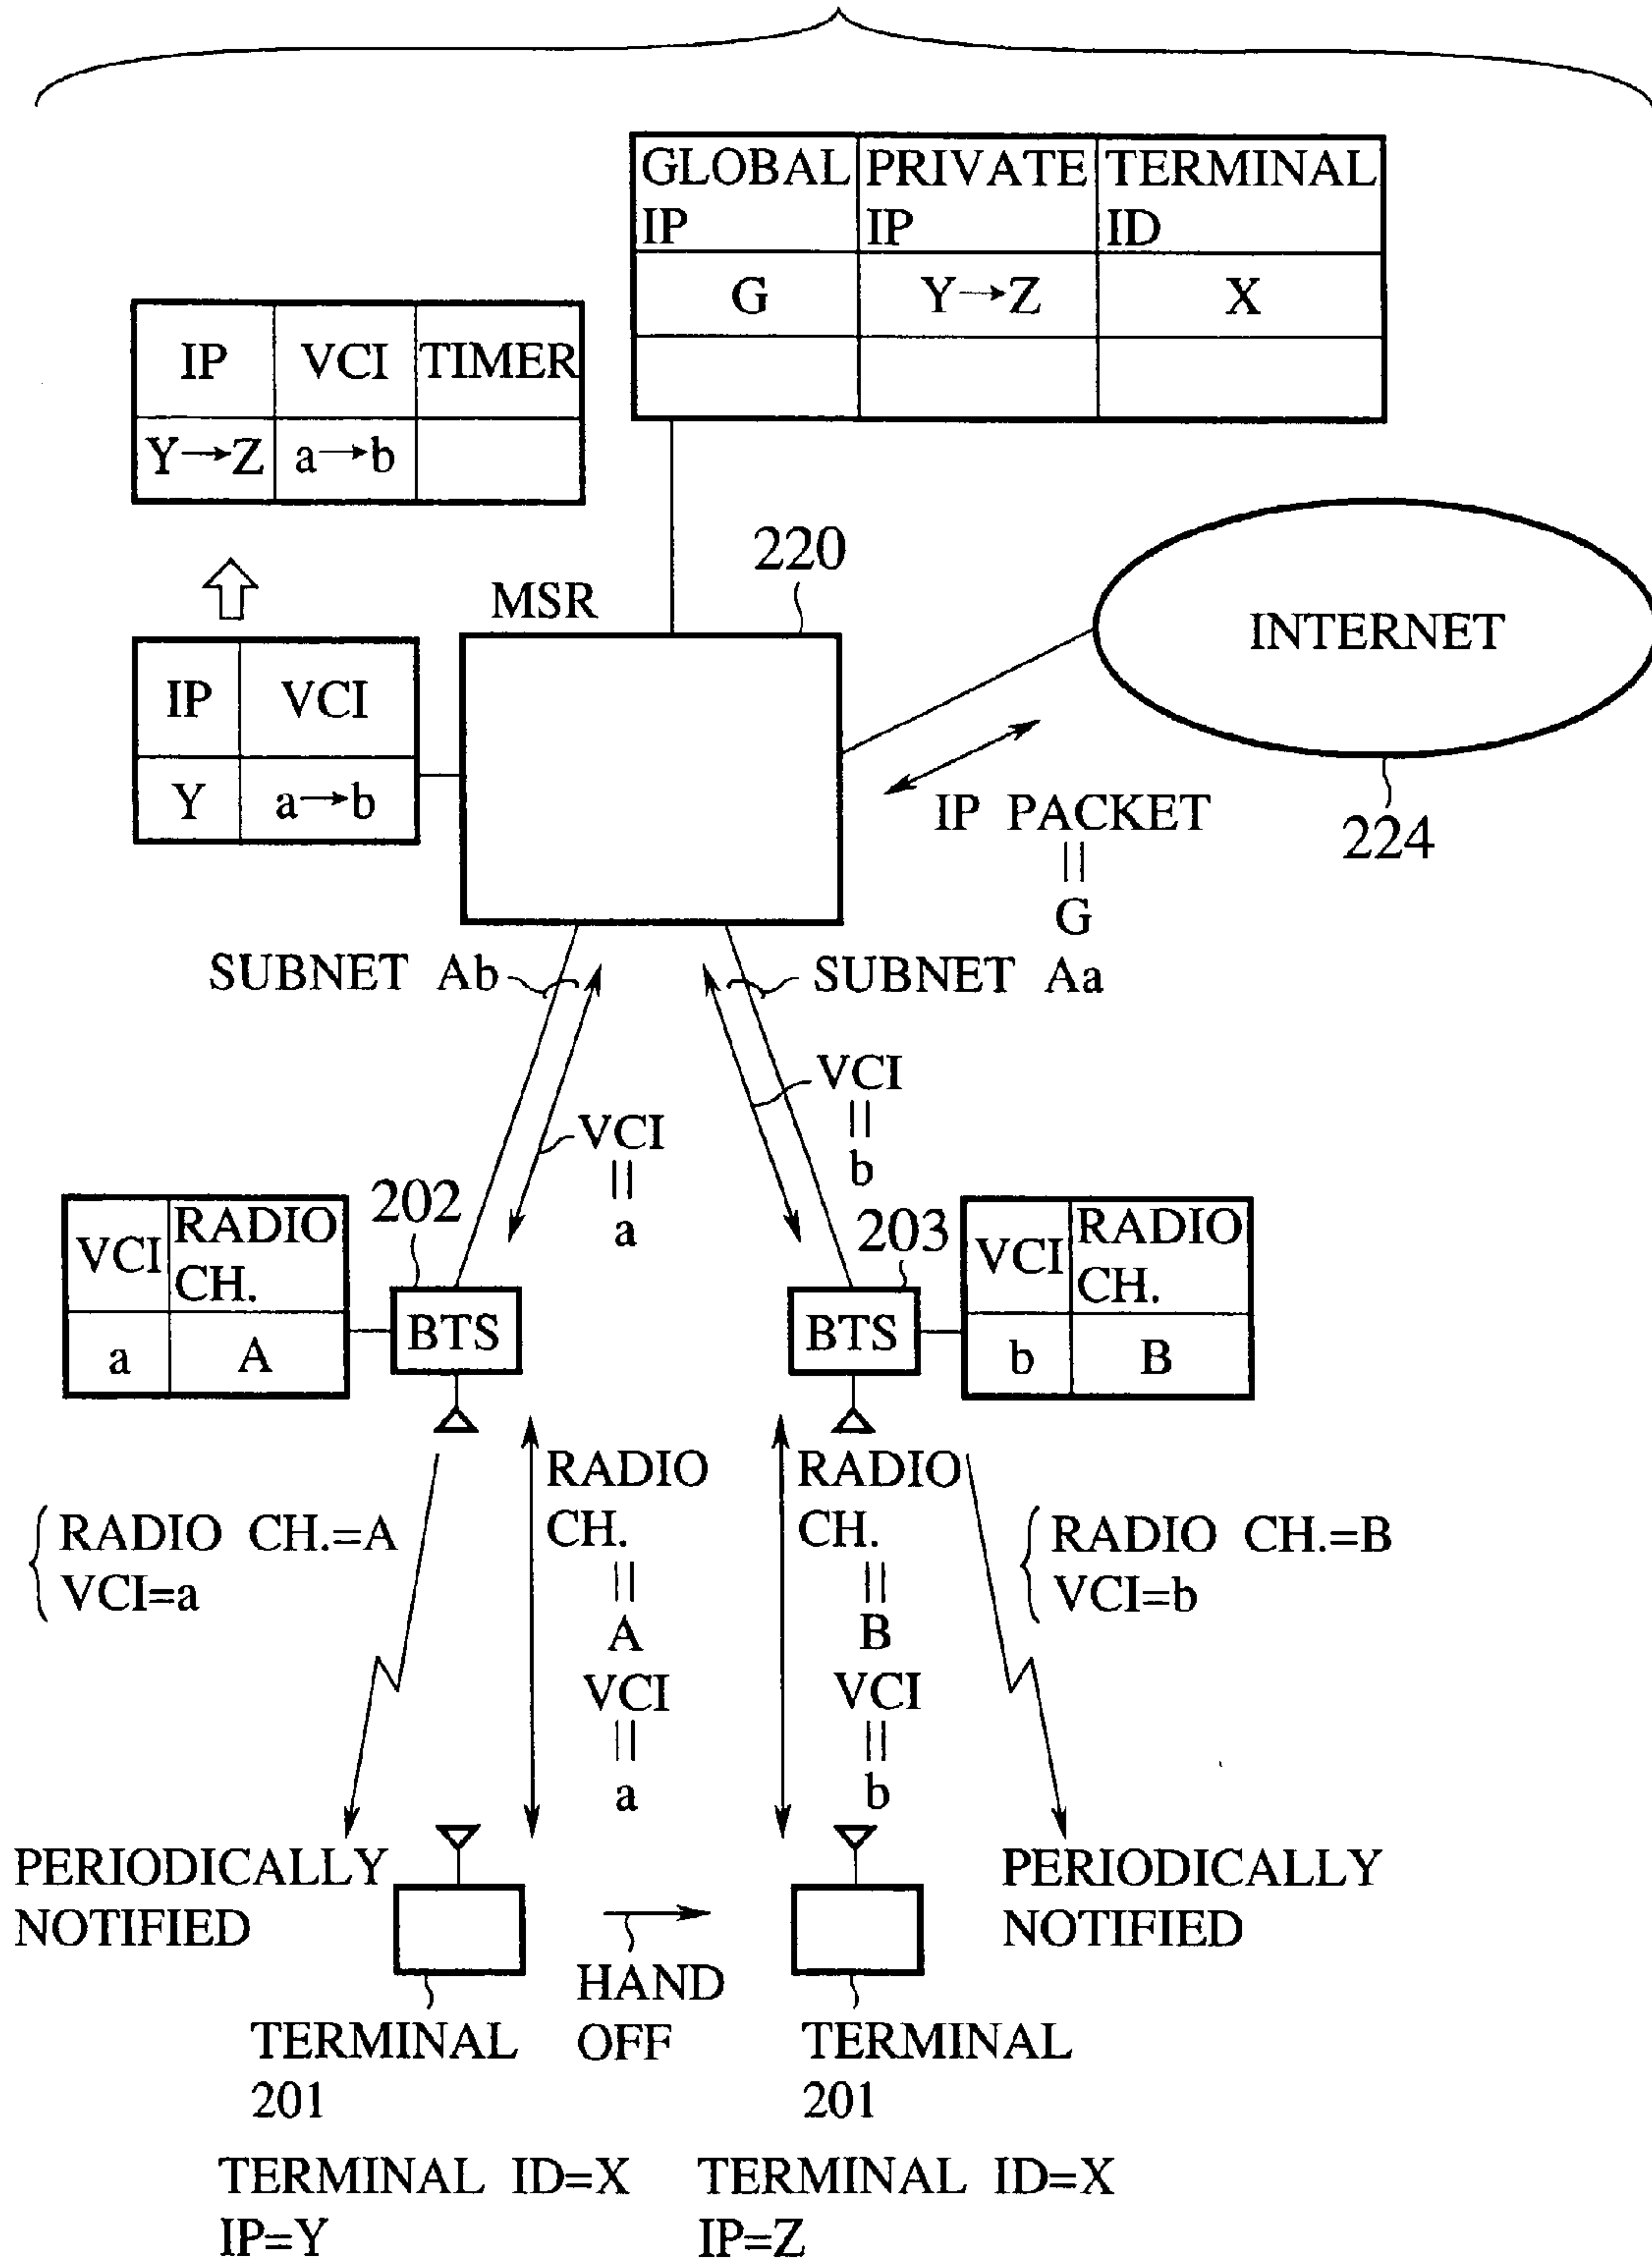 GLOBAL IP PRIVATE IP TERMINAL ID
G Y→Z X
IP VCI TIMER
Y→Z a→b
220
MSR
INTERNET
IP VCI
Y a→b
IP PACKET
||
G
224
SUBNET Ab
SUBNET Aa
VCI
||
b
VCI
||
a
202
203
VCI RADIO CH.
a A
BTS
BTS
VCI RADIO CH.
b B
RADIO CH.=A
VCI=a
RADIO
CH.
||
A
VCI
||
a
RADIO
CH.
||
B
VCI
||
b
RADIO CH.=B
VCI=b
PERIODICALLY
NOTIFIED
PERIODICALLY
NOTIFIED
HAND
OFF
TERMINAL
201
TERMINAL ID=X
IP=Y
TERMINAL
201
TERMINAL ID=X
IP=Z